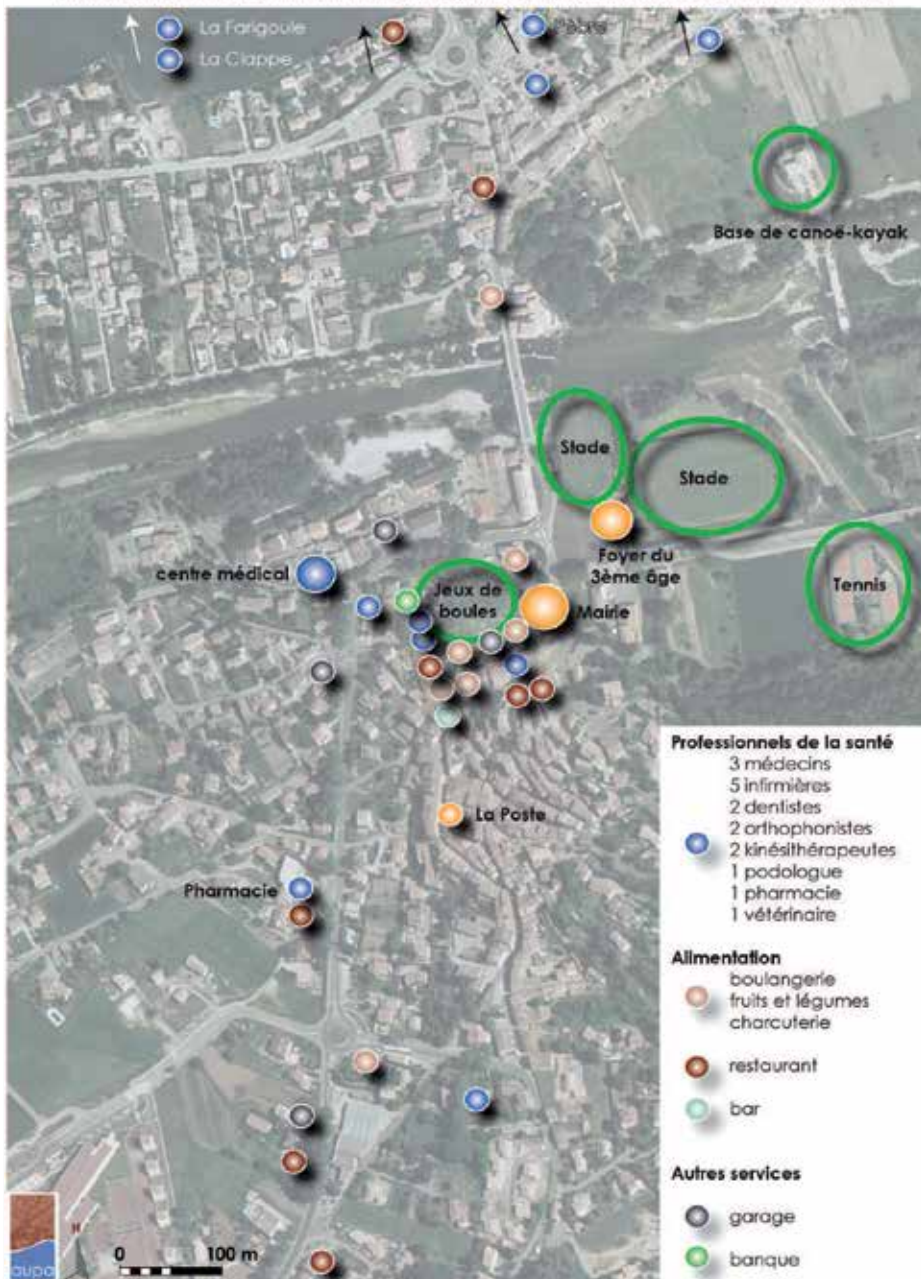 La Farigoule
La Clappe
Base de canoë-kayak
Stade
Stade
Foyer du
3ème âge
centre médical
Jeux de
boules
Mairie
Tennis
La Poste
Pharmacie
Professionnels de la santé
3 médecins
5 infirmières
2 dentistes
2 orthophonistes
2 kinésithérapeutes
1 podologue
1 pharmacie
1 vétérinaire
Alimentation
boulangerie
fruits et légumes
charcuterie
restaurant
bar
Autres services
garage
banque
N
0 100 m
aupa